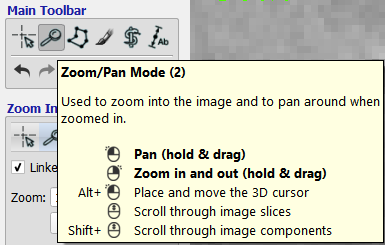 Main Toolbar
Ab
Zoom/Pan Mode (2)
Used to zoom into the image and to pan around when
zoomed in.
Pan (hold & drag)
Zoom in and out (hold & drag)
Alt+ Place and move the 3D cursor
Scroll through image slices
Shift+ Scroll through image components
Zoom In
Linke
Zoom: